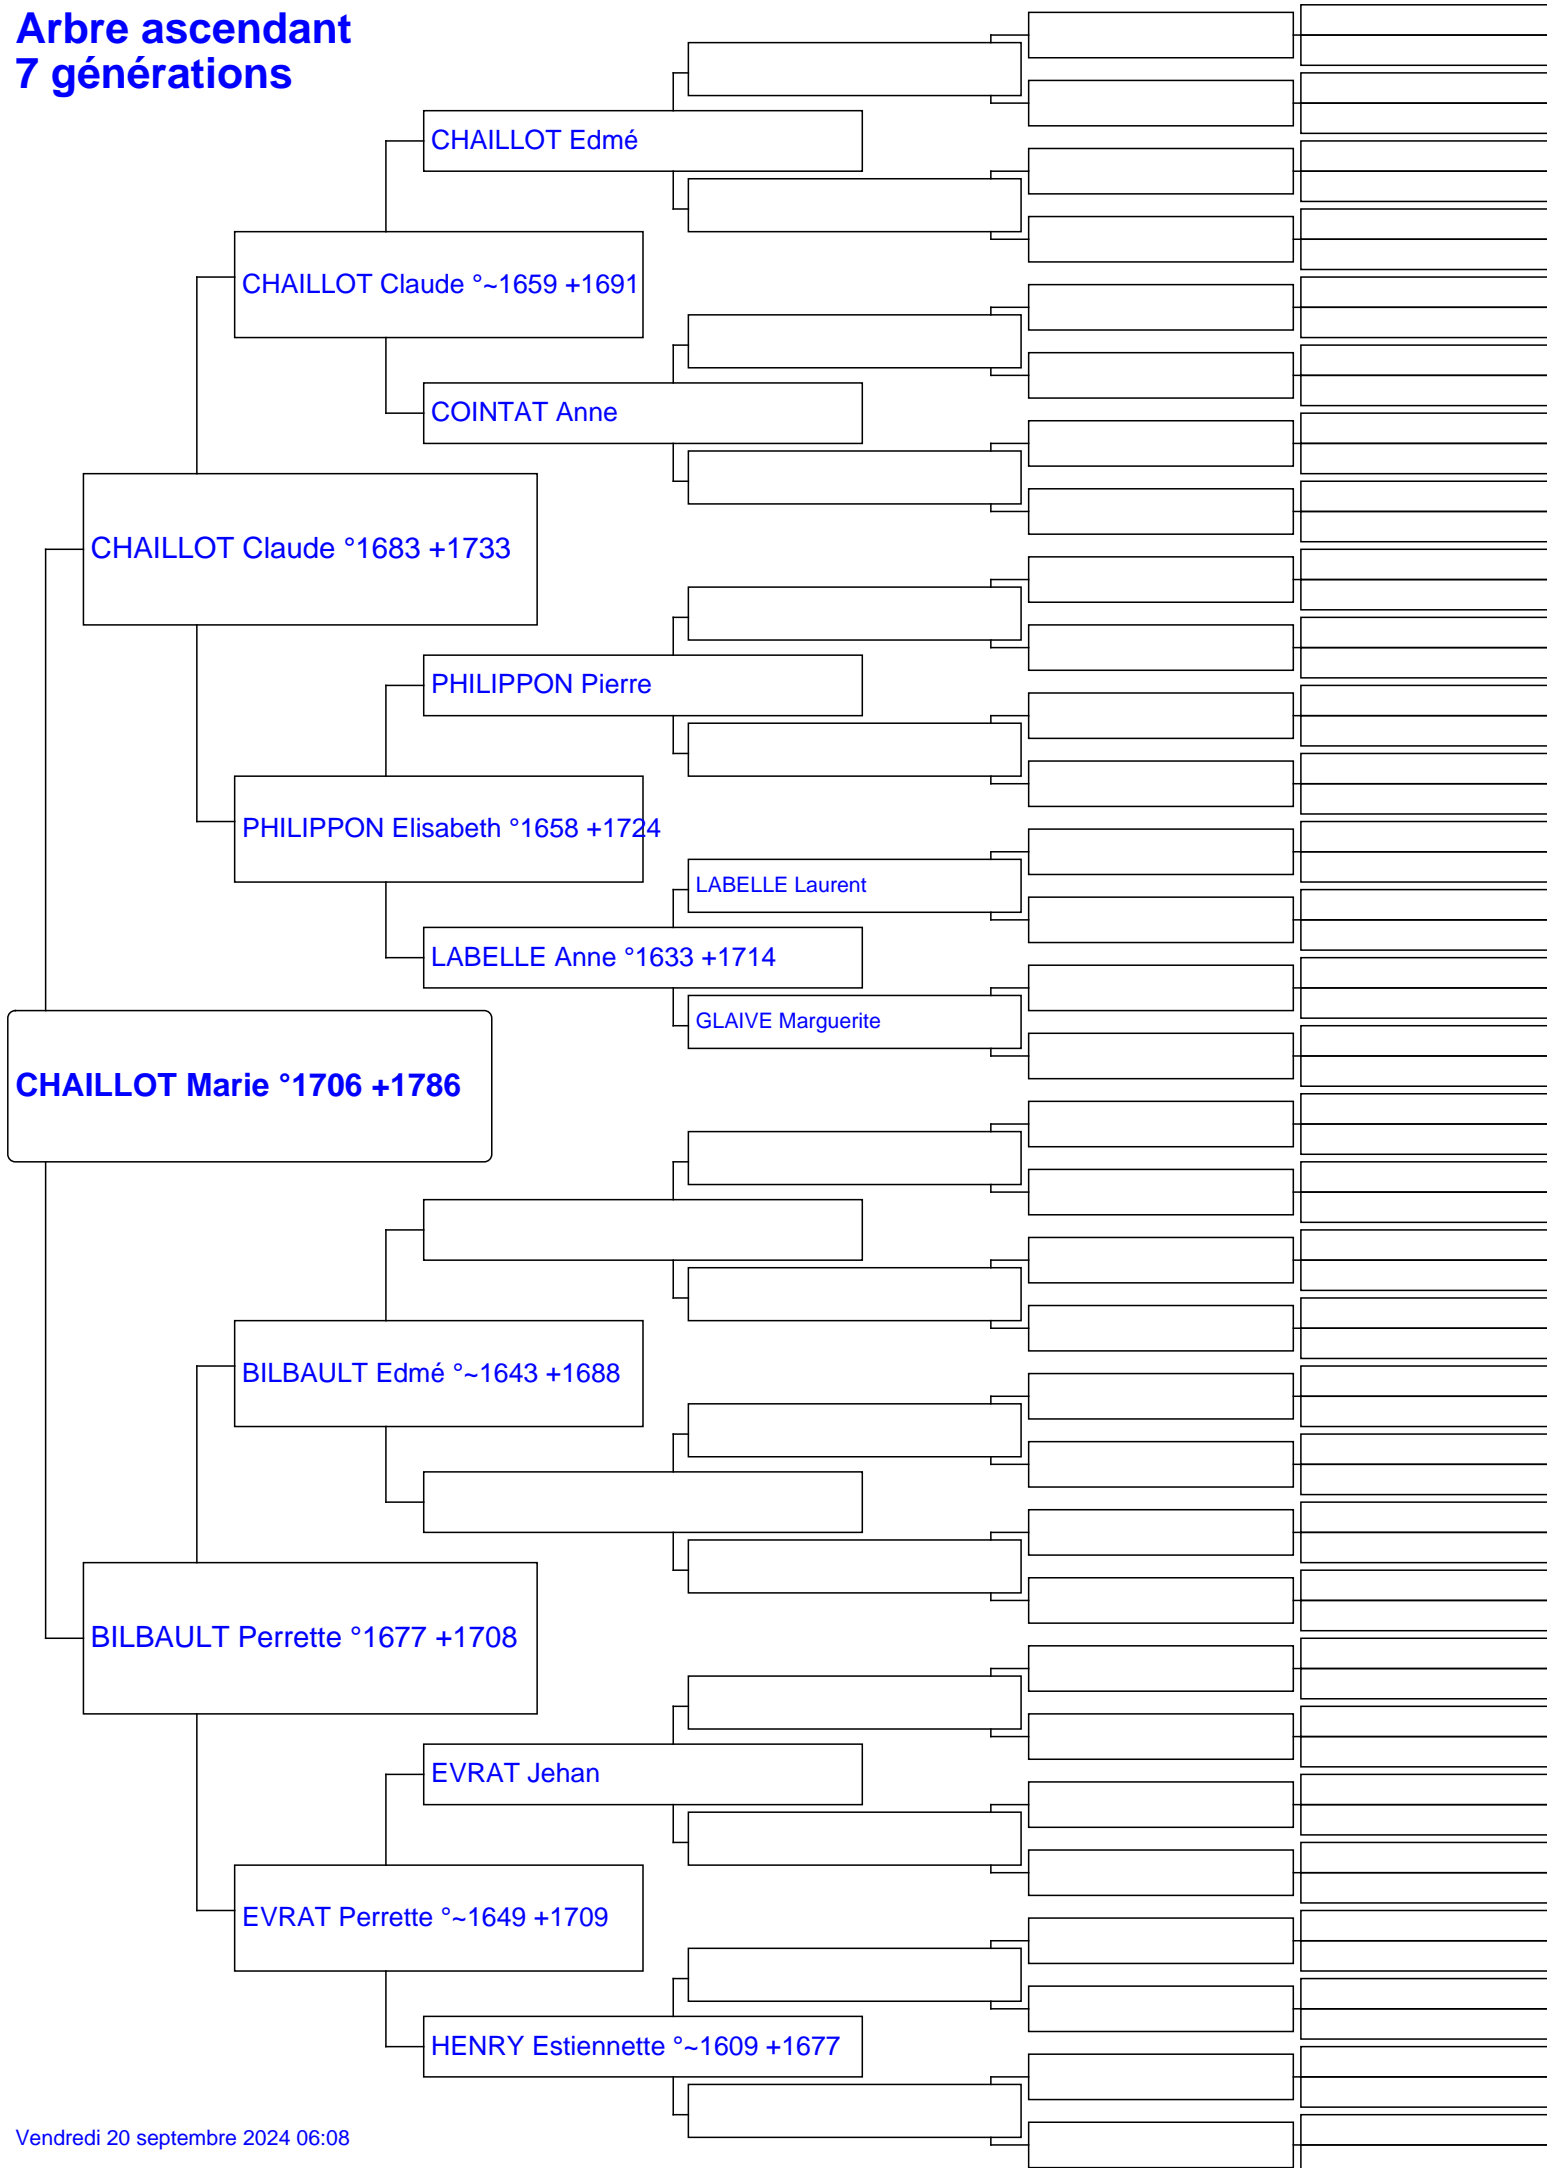 Arbre ascendant
7 générations
CHAILLOT Edmé
CHAILLOT Claude °~1659 +1691
COINTAT Anne
CHAILLOT Claude °1683 +1733
PHILIPPON Pierre
PHILIPPON Elisabeth °1658 +1724
LABELLE Laurent
LABELLE Anne °1633 +1714
GLAIVE Marguerite
CHAILLOT Marie °1706 +1786
BILBAULT Edmé °~1643 +1688
BILBAULT Perrette °1677 +1708
EVRAT Jehan
EVRAT Perrette °~1649 +1709
HENRY Estiennette °~1609 +1677
Vendredi 20 septembre 2024 06:08